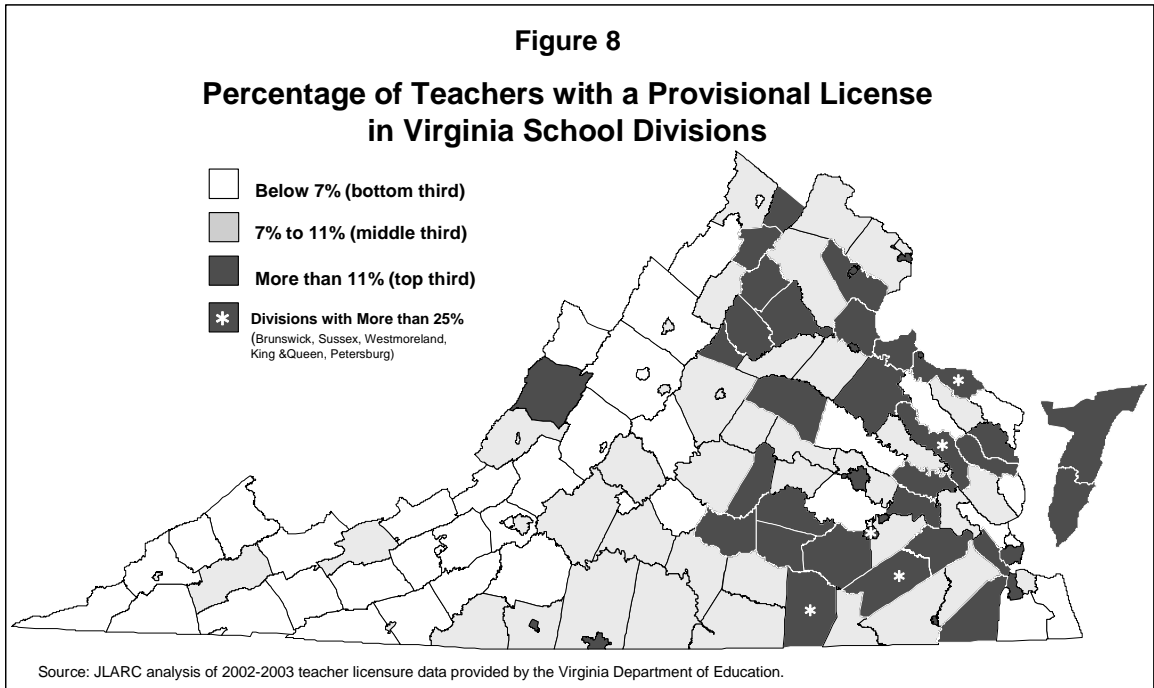 Figure 8
Percentage of Teachers with a Provisional License
in Virginia School Divisions
Below 7% (bottom third)
7% to 11% (middle third)
More than 11% (top third)
* Divisions with More than 25%
(Brunswick, Sussex, Westmoreland,
King &Queen, Petersburg)
*
*
*
*
*
Source: JLARC analysis of 2002-2003 teacher licensure data provided by the Virginia Department of Education.